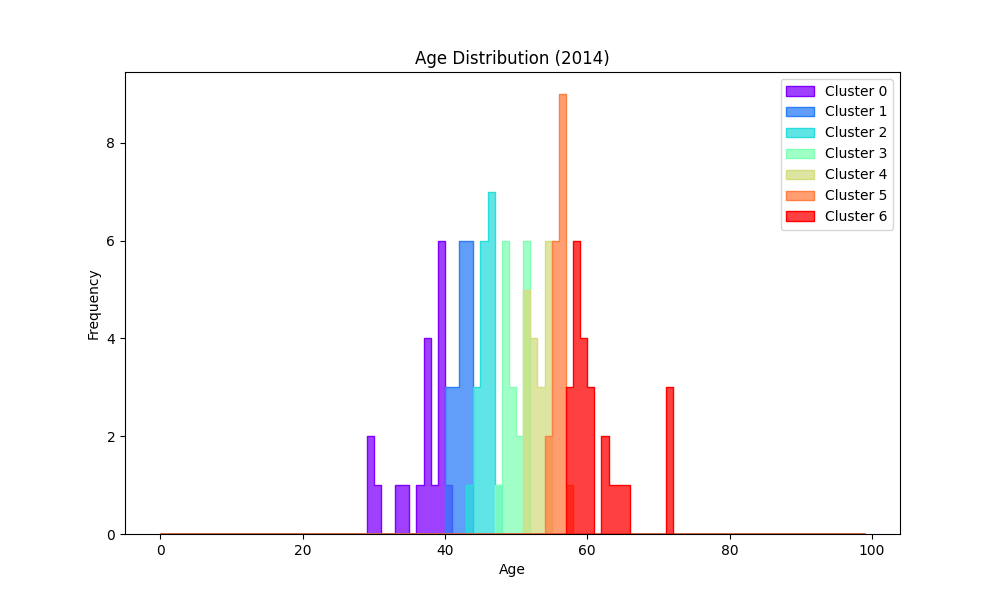 Age Distribution (2014)
Cluster 0
Cluster 1
Cluster 2
Cluster 3
Cluster 4
Cluster 5
Cluster 6
Frequency
8
6
4
2
0
0 20 40 60 80 100
Age